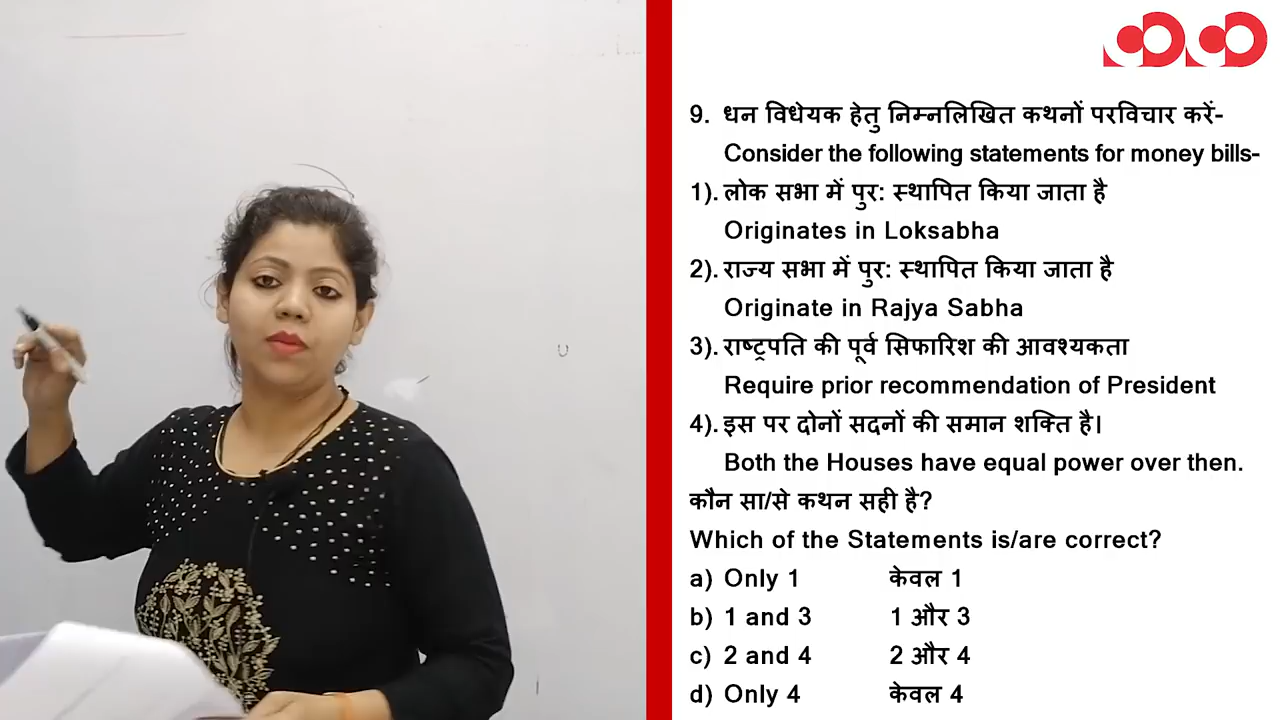 9. धन विधेयक हेतु निम्नलिखित कथनों परविचार करें-
Consider the following statements for money bills-
1). लोक सभा में पुर: स्थापित किया जाता है
Originates in Loksabha
2). राज्य सभा में पुर: स्थापित किया जाता है
Originate in Rajya Sabha
3). राष्ट्रपति की पूर्व सिफारिश की आवश्यकता
Require prior recommendation of President
4). इस पर दोनों सदनों की समान शक्ति है।
Both the Houses have equal power over then.
कौन सा/से कथन सही है?
Which of the Statements is/are correct?
a) Only 1 केवल 1
b) 1 and 3 1 और 3
c) 2 and 4 2 और 4
d) Only 4 केवल 4